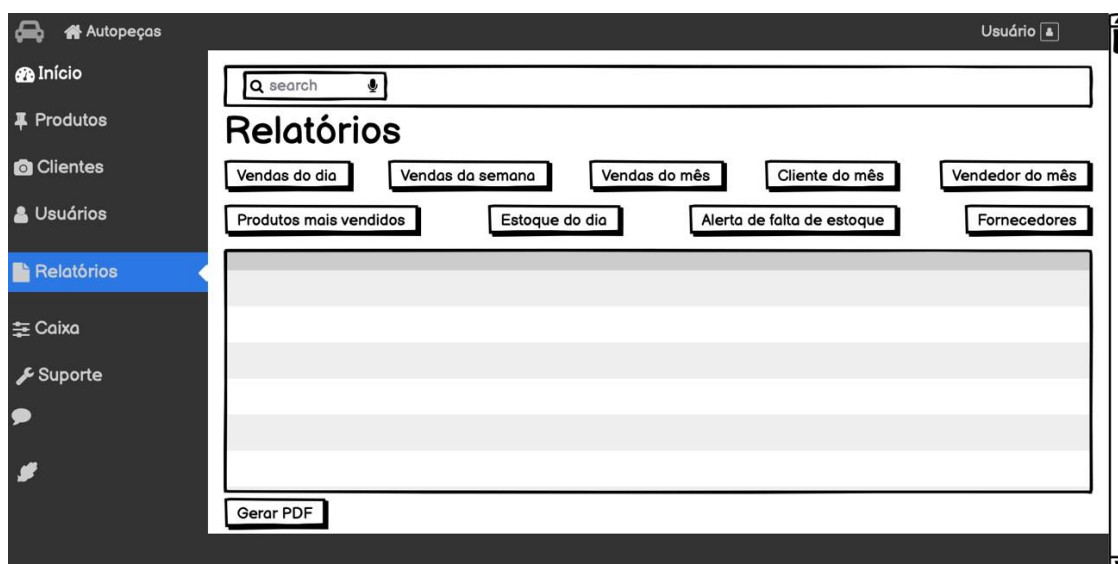 Autopeças
Usuário
Início
Produtos
Clientes
Usuários
Relatórios
Caixa
Suporte
search
Relatórios
Vendas do dia
Vendas da semana
Vendas do mês
Cliente do mês
Vendedor do mês
Produtos mais vendidos
Estoque do dia
Alerta de falta de estoque
Fornecedores
Gerar PDF